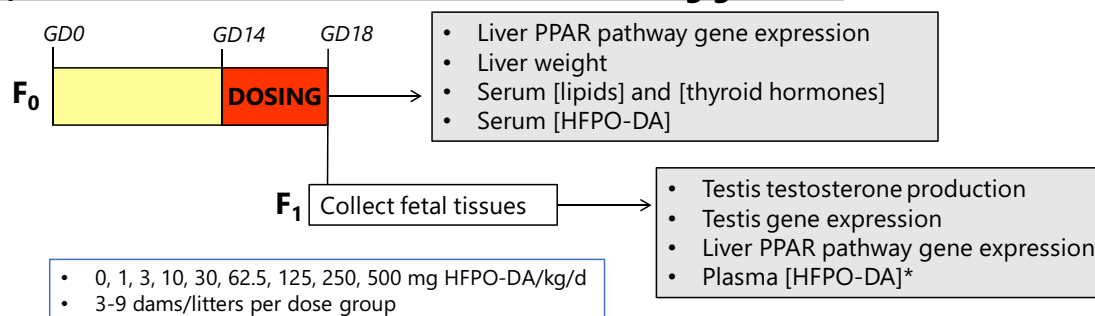 GD0 GD14 GD18
F₀
DOSING
• Liver PPAR pathway gene expression
• Liver weight
• Serum [lipids] and [thyroid hormones]
• Serum [HFPO-DA]
F₁
Collect fetal tissues
• Testis testosterone production
• Testis gene expression
• Liver PPAR pathway gene expression
• Plasma [HFPO-DA]*
• 0, 1, 3, 10, 30, 62.5, 125, 250, 500 mg HFPO-DA/kg/d
• 3-9 dams/litters per dose group